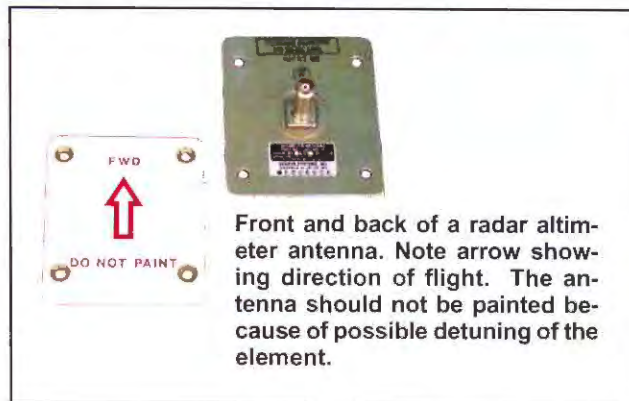 FWD
DO NOT PAINT
Front and back of a radar altim-
eter antenna. Note arrow show-
ing direction of flight. The an-
tenna should not be painted be-
cause of possible detuning of the
element.